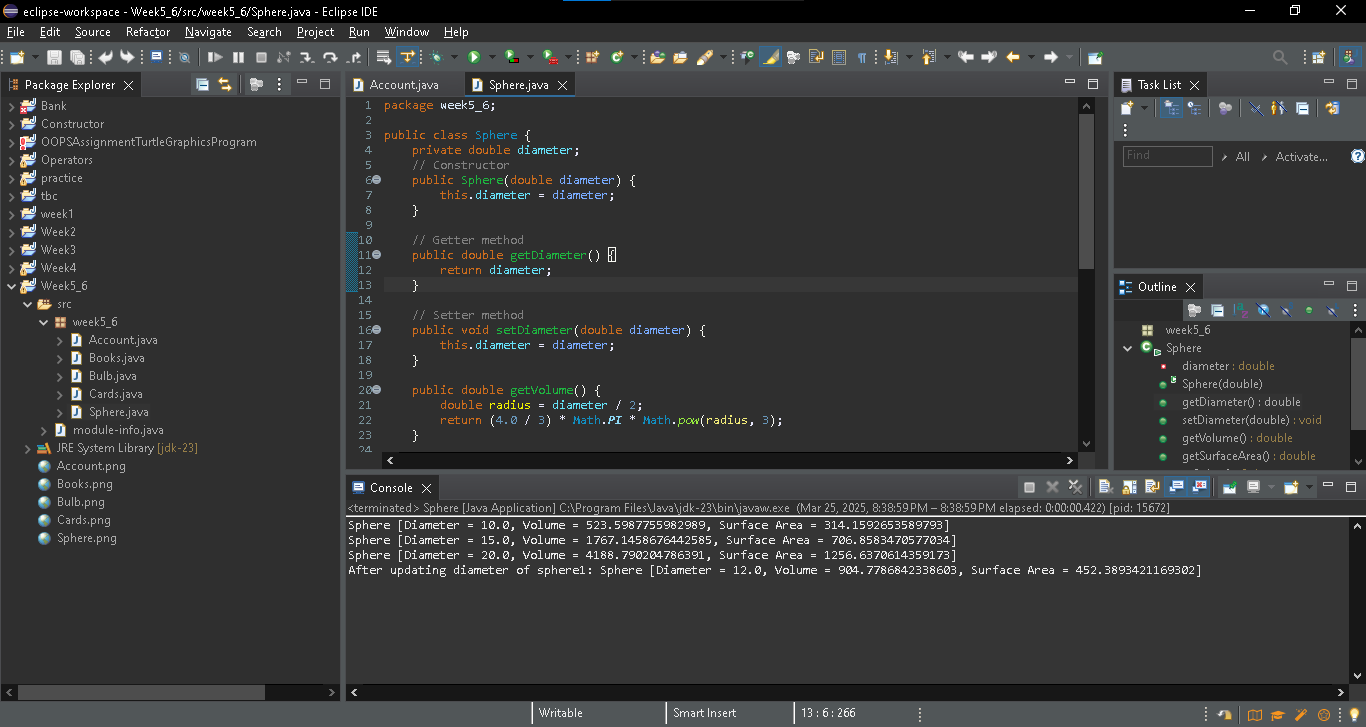 eclipse-workspace - Week5_6/src/week5_6/Sphere.java - Eclipse IDE
File Edit Source Refactor Navigate Search Project Run Window Help
Package Explorer
Bank
Constructor
OOPSAssignmentTurtleGraphicsProgram
Operators
practice
tbc
week1
Week2
Week3
Week4
Week5_6
src
week5_6
Account.java
Books.java
Bulb.java
Cards.java
Sphere.java
module-info.java
JRE System Library [jdk-23]
Account.png
Books.png
Bulb.png
Cards.png
Sphere.png
Account.java Sphere.java
1 package week5_6;
2
3 public class Sphere {
4 private double diameter;
5 // Constructor
6 public Sphere(double diameter) {
7 this.diameter = diameter;
8 }
9
10 // Getter method
11 public double getDiameter() {
12 return diameter;
13 }
14
15 // Setter method
16 public void setDiameter(double diameter) {
17 this.diameter = diameter;
18 }
19
20 public double getVolume() {
21 double radius = diameter / 2;
22 return (4.0 / 3) * Math.PI * Math.pow(radius, 3);
23 }
24
Task List
Find All Activate...
Outline
week5_6
Sphere
diameter : double
Sphere(double)
getDiameter() : double
setDiameter(double) : void
getVolume() : double
getSurfaceArea() : double
Console
<terminated> Sphere [Java Application] C:\Program Files\Java\jdk-23\bin\javaw.exe (Mar 25, 2025, 8:38:59 PM – 8:38:59 PM elapsed: 0:00:00.422) [pid: 15672]
Sphere [Diameter = 10.0, Volume = 523.5987755982989, Surface Area = 314.1592653589793]
Sphere [Diameter = 15.0, Volume = 1767.1458676442585, Surface Area = 706.8583470577034]
Sphere [Diameter = 20.0, Volume = 4188.790204786391, Surface Area = 1256.6370614359173]
After updating diameter of sphere1: Sphere [Diameter = 12.0, Volume = 904.7786842338603, Surface Area = 452.3893421169302]
Writable Smart Insert 13 : 6 : 266